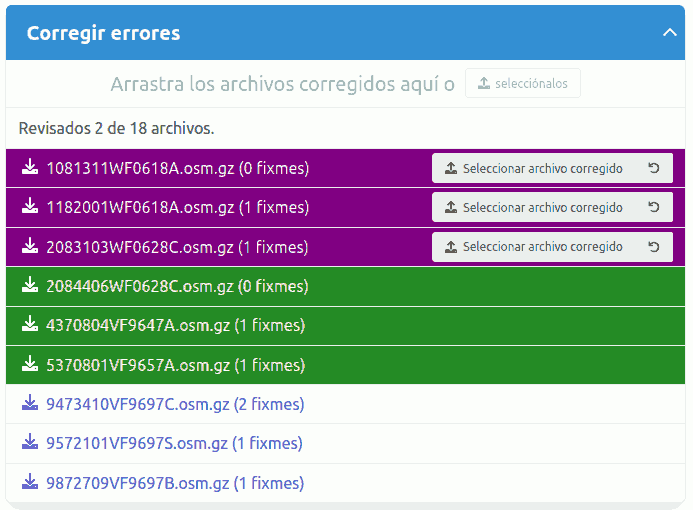 Corregir errores
Arrastra los archivos corregidos aquí o selecciónalos
Revisados 2 de 18 archivos.
1081311WF0618A.osm.gz (0 fixmes) Seleccionar archivo corregido
1182001WF0618A.osm.gz (1 fixmes) Seleccionar archivo corregido
2083103WF0628C.osm.gz (1 fixmes) Seleccionar archivo corregido
2084406WF0628C.osm.gz (0 fixmes)
4370804VF9647A.osm.gz (1 fixmes)
5370801VF9657A.osm.gz (1 fixmes)
9473410VF9697C.osm.gz (2 fixmes)
9572101VF9697S.osm.gz (1 fixmes)
9872709VF9697B.osm.gz (1 fixmes)